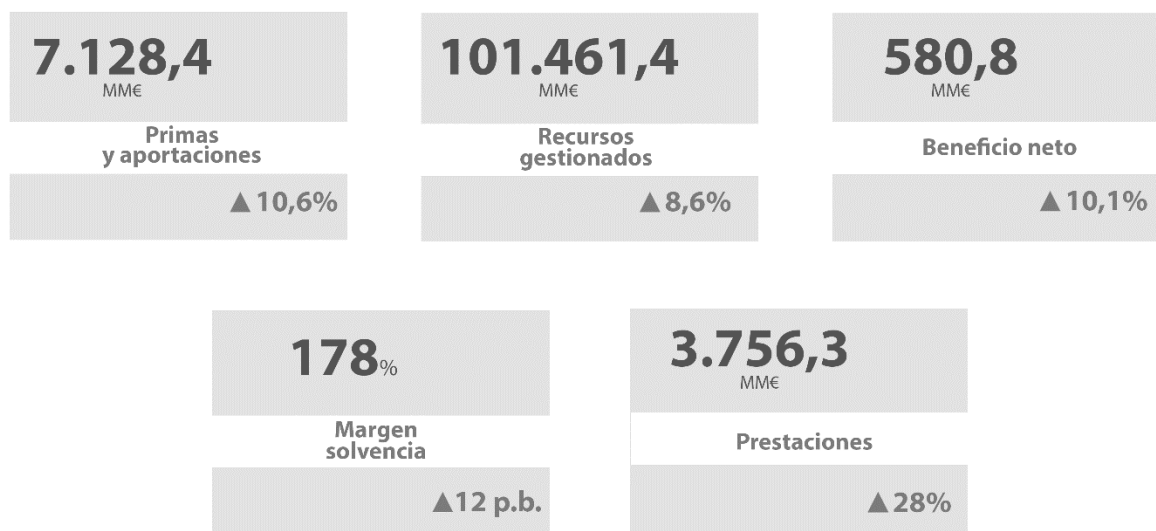 7.128,4
MM€
Primas
y aportaciones
▲ 10,6%
101.461,4
MM€
Recursos
gestionados
▲ 8,6%
580,8
MM€
Beneficio neto
▲ 10,1%
178%
Margen
solvencia
▲12 p.b.
3.756,3
MM€
Prestaciones
▲ 28%